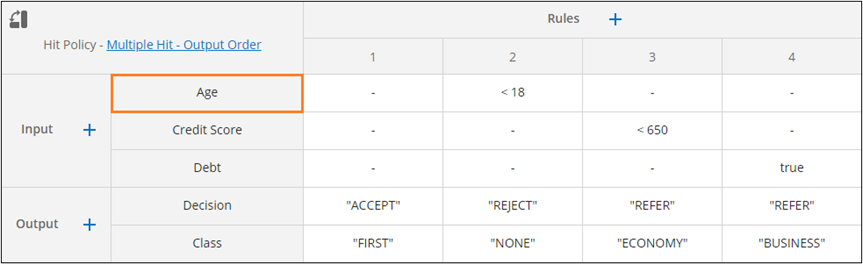 Rules +
Hit Policy - Multiple Hit - Output Order
1 2 3 4
Input + Age - < 18 - -
Credit Score - - < 650 -
Debt - - - true
Output + Decision "ACCEPT" "REJECT" "REFER" "REFER"
Class "FIRST" "NONE" "ECONOMY" "BUSINESS"